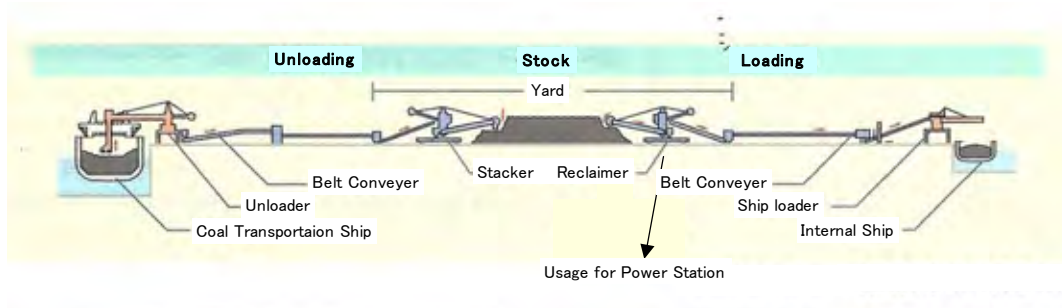 Unloading
Stock
Loading
Yard
Stacker
Reclaimer
Belt Conveyer
Belt Conveyer
Unloader
Ship loader
Coal Transportaion Ship
Internal Ship
Usage for Power Station